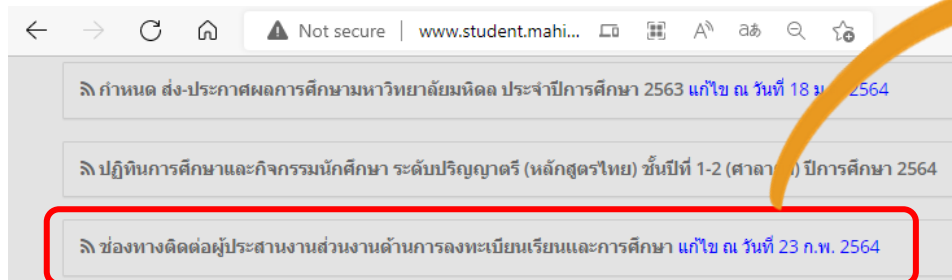 Not secure | www.student.mahi...
กำหนด ส่ง-ประกาศผลการศึกษามหาวิทยาลัยมหิดล ประจำปีการศึกษา 2563 แก้ไข ณ วันที่ 18 2564
ปฏิทินการศึกษาและกิจกรรมนักศึกษา ระดับปริญญาตรี (หลักสูตรไทย) ชั้นปีที่ 1-2 ปีการศึกษา 2564
ช่องทางติดต่อผู้ประสานงานส่วนงานด้านการลงทะเบียนเรียนและการศึกษา แก้ไข ณ วันที่ 23 ก.พ. 2564